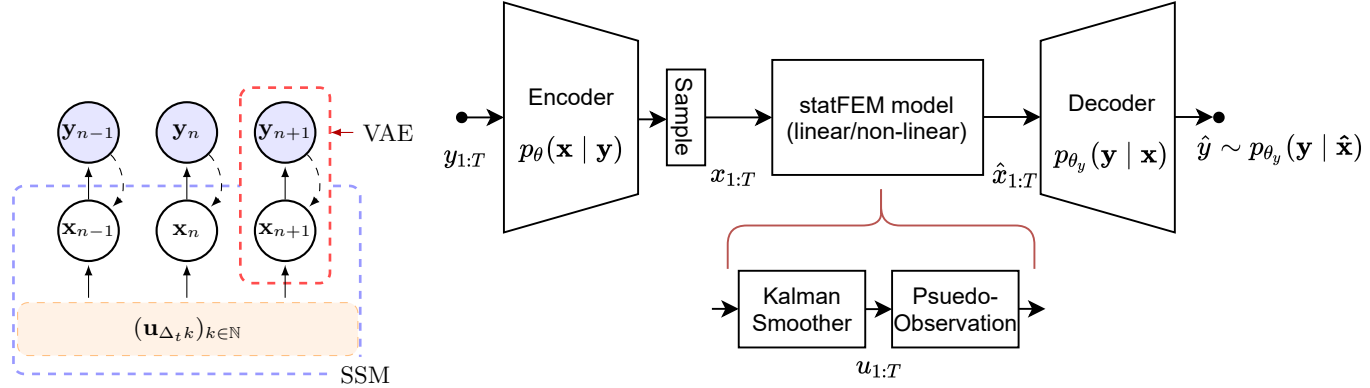 y_{n-1} y_n y_{n+1}
VAE
x_{n-1} x_n x_{n+1}
(u_{Δ_t k})_{k∈ℕ}
SSM
y_{1:T}
Encoder
p_θ(x | y)
Sample
x_{1:T}
statFEM model
(linear/non-linear)
x̂_{1:T}
Decoder
p_{θ_y}(y | x)
ŷ ∼ p_{θ_y}(y | x̂)
Kalman
Smoother
u_{1:T}
Psuedo-
Observation